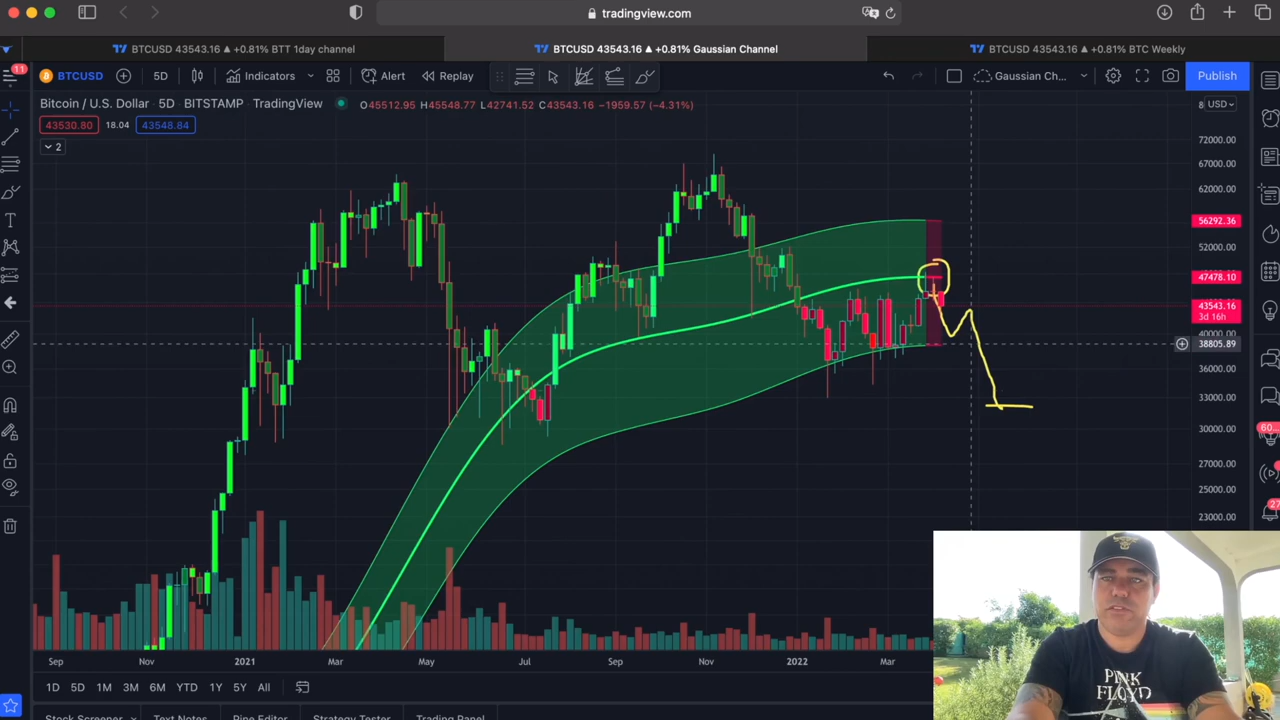 tradingview.com
BTCUSD 43543.16 ▲ +0.81% BTT 1day channel
BTCUSD 43543.16 ▲ +0.81% Gaussian Channel
BTCUSD 43543.16 ▲ +0.81% BTC Weekly
11
BTCUSD
5D
Indicators
Alert
Replay
Gaussian Ch...
Publish
Bitcoin / U.S. Dollar · 5D · BITSTAMP · TradingView
O45512.95 H45548.77 L42741.52 C43543.16 −1959.57 (−4.31%)
43530.80 18.04 43548.84
2
8
USD
72000.00
67000.00
62000.00
56292.36
52000.00
47478.10
43543.16
3d 16h
40000.00
38805.89
36000.00
33000.00
30000.00
27000.00
25000.00
23000.00
60...
27
Sep Nov 2021 Mar May Jul Sep Nov 2022 Mar
1D 5D 1M 3M 6M YTD 1Y 5Y All
Stock Screener Text Notes Pine Editor Strategy Tester Trading Panel
PINK
FLOYD